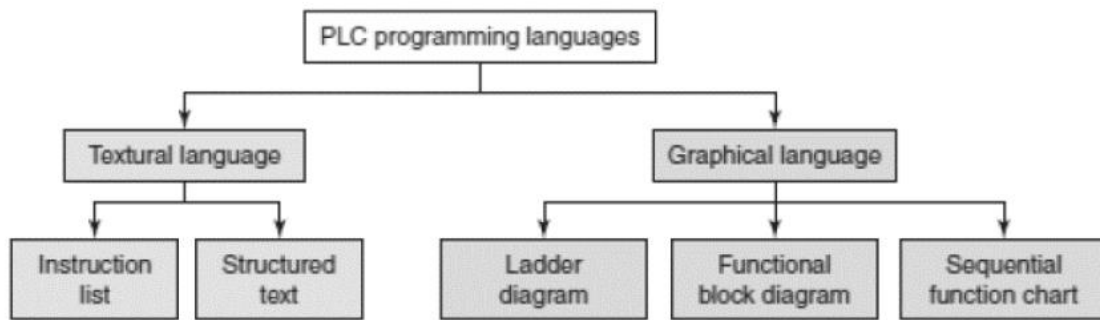 PLC programming languages
Textural language
Graphical language
Instruction
list
Structured
text
Ladder
diagram
Functional
block diagram
Sequential
function chart